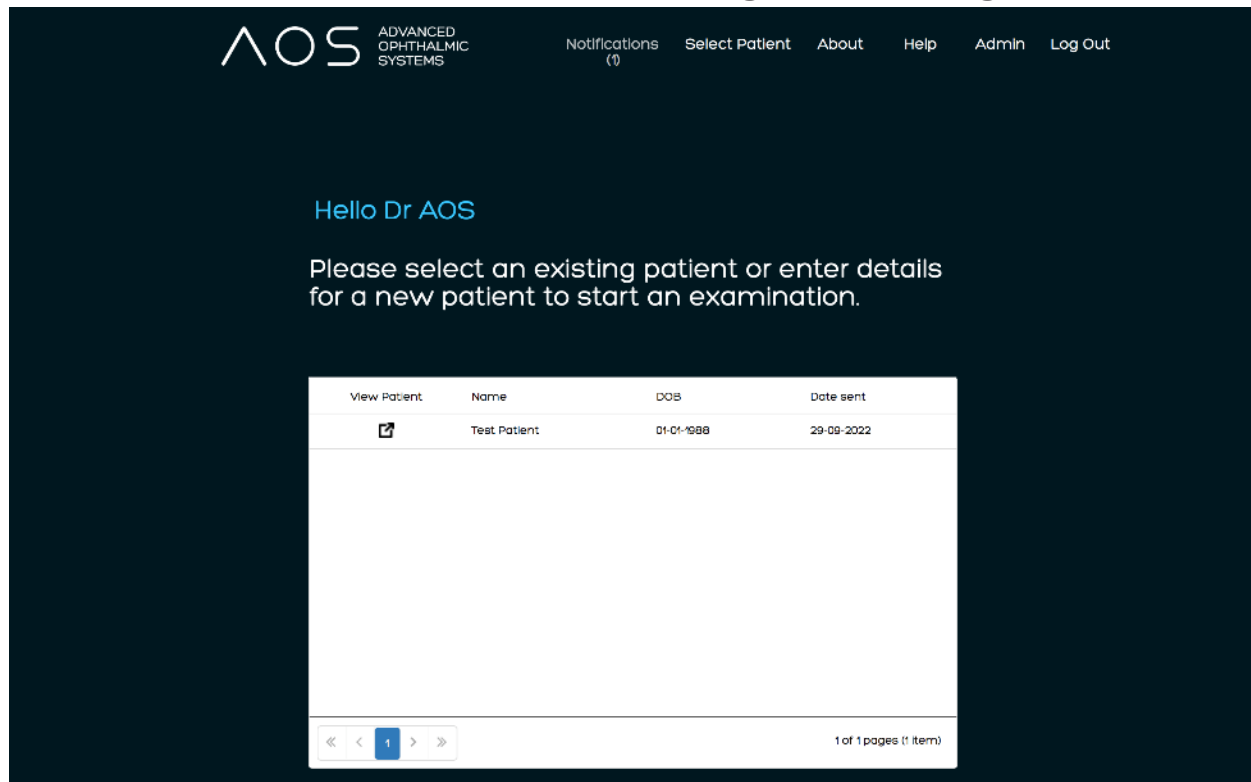 AOS ADVANCED
OPHTHALMIC
SYSTEMS
Notifications Select Patient About Help Admin Log Out
(1)
Hello Dr AOS
Please select an existing patient or enter details
for a new patient to start an examination.
View Patient Name DOB Date sent
Test Patient 01-01-1988 29-09-2022
« < 1 > »
1 of 1 pages (1 item)